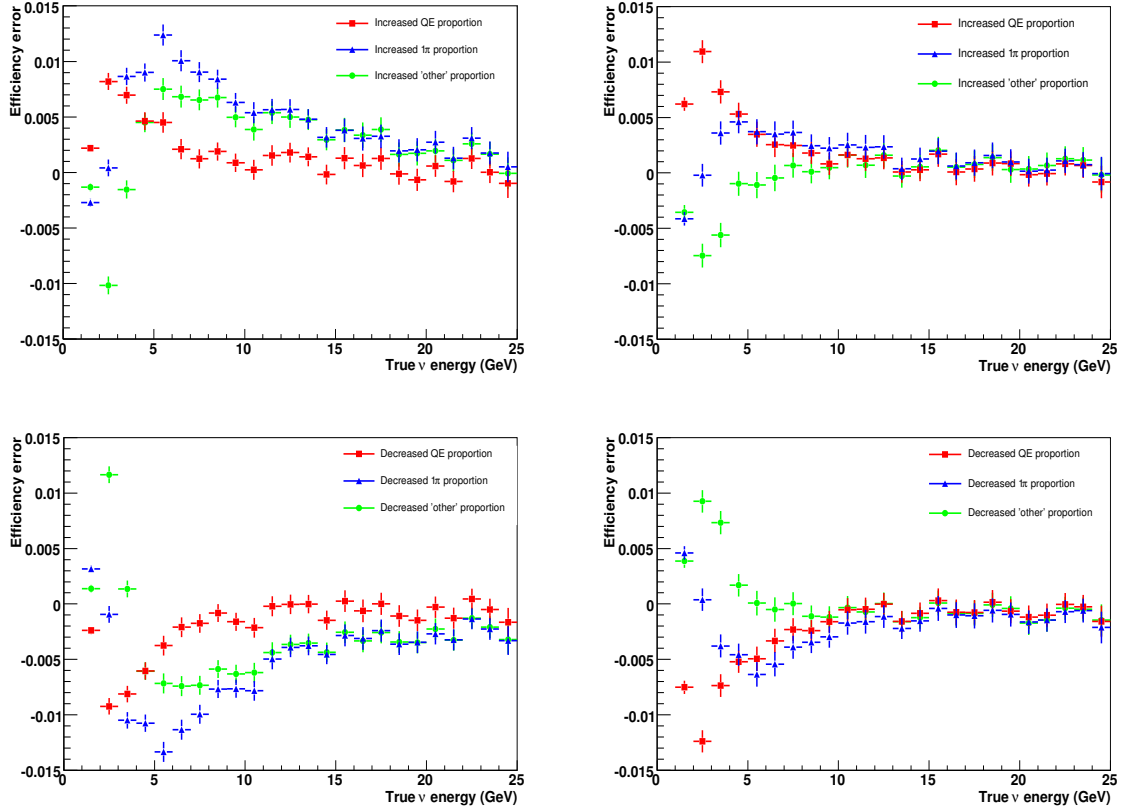 Efficiency error
0.015
0.01
0.005
0
-0.005
-0.01
-0.015
0 5 10 15 20 25
True ν energy (GeV)
Increased QE proportion
Increased 1π proportion
Increased 'other' proportion
Efficiency error
0.015
0.01
0.005
0
0.005
-0.01
-0.015
0 5 10 15 20 25
True ν energy (GeV)
Increased QE proportion
Increased 1π proportion
Increased 'other' proportion
Efficiency error
0.015
0.01
0.005
0
-0.005
-0.01
-0.015
0 5 10 15 20 25
True ν energy (GeV)
Decreased QE proportion
Decreased 1π proportion
Decreased 'other' proportion
Efficiency error
0.015
0.01
0.005
0
-0.005
-0.01
-0.015
0 5 10 15 20 25
True ν energy (GeV)
Decreased QE proportion
Decreased 1π proportion
Decreased 'other' proportion